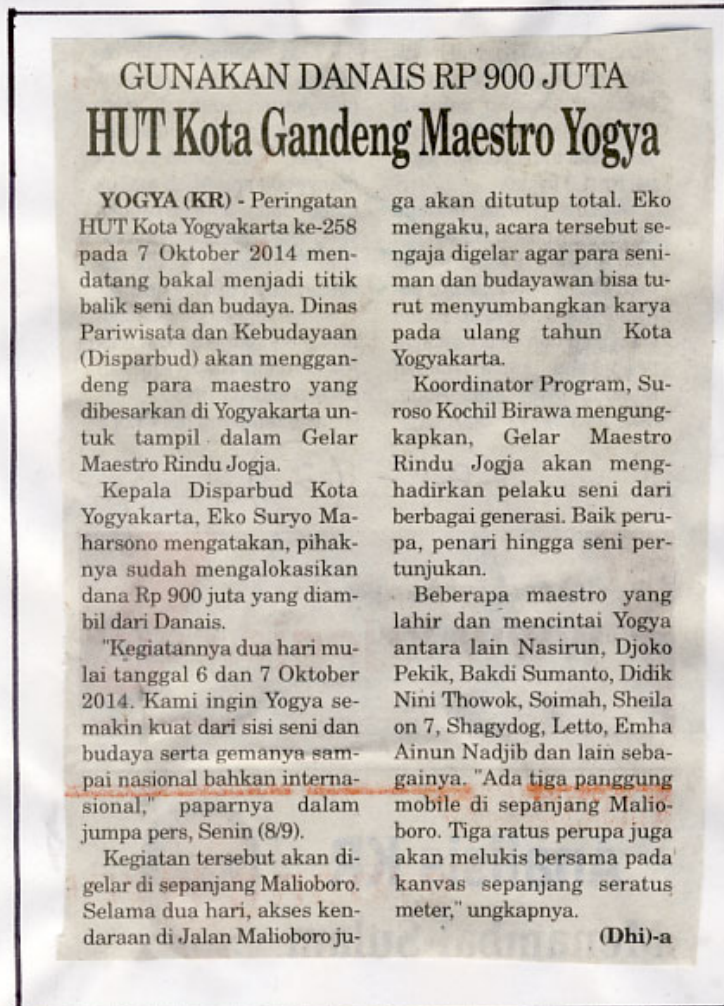 GUNAKAN DANAIS RP 900 JUTA
HUT Kota Gandeng Maestro Yogya
YOGYA (KR) - Peringatan
HUT Kota Yogyakarta ke-258
pada 7 Oktober 2014 men-
datang bakal menjadi titik
balik seni dan budaya. Dinas
Pariwisata dan Kebudayaan
(Disparbud) akan menggan-
deng para maestro yang
dibesarkan di Yogyakarta un-
tuk tampil dalam Gelar
Maestro Rindu Jogja.
Kepala Disparbud Kota
Yogyakarta, Eko Suryo Ma-
harsono mengatakan, pihak-
nya sudah mengalokasikan
dana Rp 900 juta yang diam-
bil dari Danais.
"Kegiatannya dua hari mu-
lai tanggal 6 dan 7 Oktober
2014. Kami ingin Yogya se-
makin kuat dari sisi seni dan
budaya serta gemanya sam-
pai nasional bahkan interna-
sional," paparnya dalam
jumpa pers, Senin (8/9).
Kegiatan tersebut akan di-
gelar di sepanjang Malioboro.
Selama dua hari, akses ken-
daraan di Jalan Malioboro ju-
ga akan ditutup total. Eko
mengaku, acara tersebut se-
ngaja digelar agar para seni-
man dan budayawan bisa tu-
rut menyumbangkan karya
pada ulang tahun Kota
Yogyakarta.
Koordinator Program, Su-
roso Kochil Birawa mengung-
kapkan, Gelar Maestro
Rindu Jogja akan meng-
hadirkan pelaku seni dari
berbagai generasi. Baik peru-
pa, penari hingga seni per-
tunjukan.
Beberapa maestro yang
lahir dan mencintai Yogya
antara lain Nasirun, Djoko
Pekik, Bakdi Sumanto, Didik
Nini Thowok, Soimah, Sheila
on 7, Shagydog, Letto, Emha
Ainun Nadjib dan lain seba-
gainya. "Ada tiga panggung
mobile di sepanjang Malio-
boro. Tiga ratus perupa juga
akan melukis bersama pada
kanvas sepanjang seratus
meter," ungkapnya.
(Dhi)-a